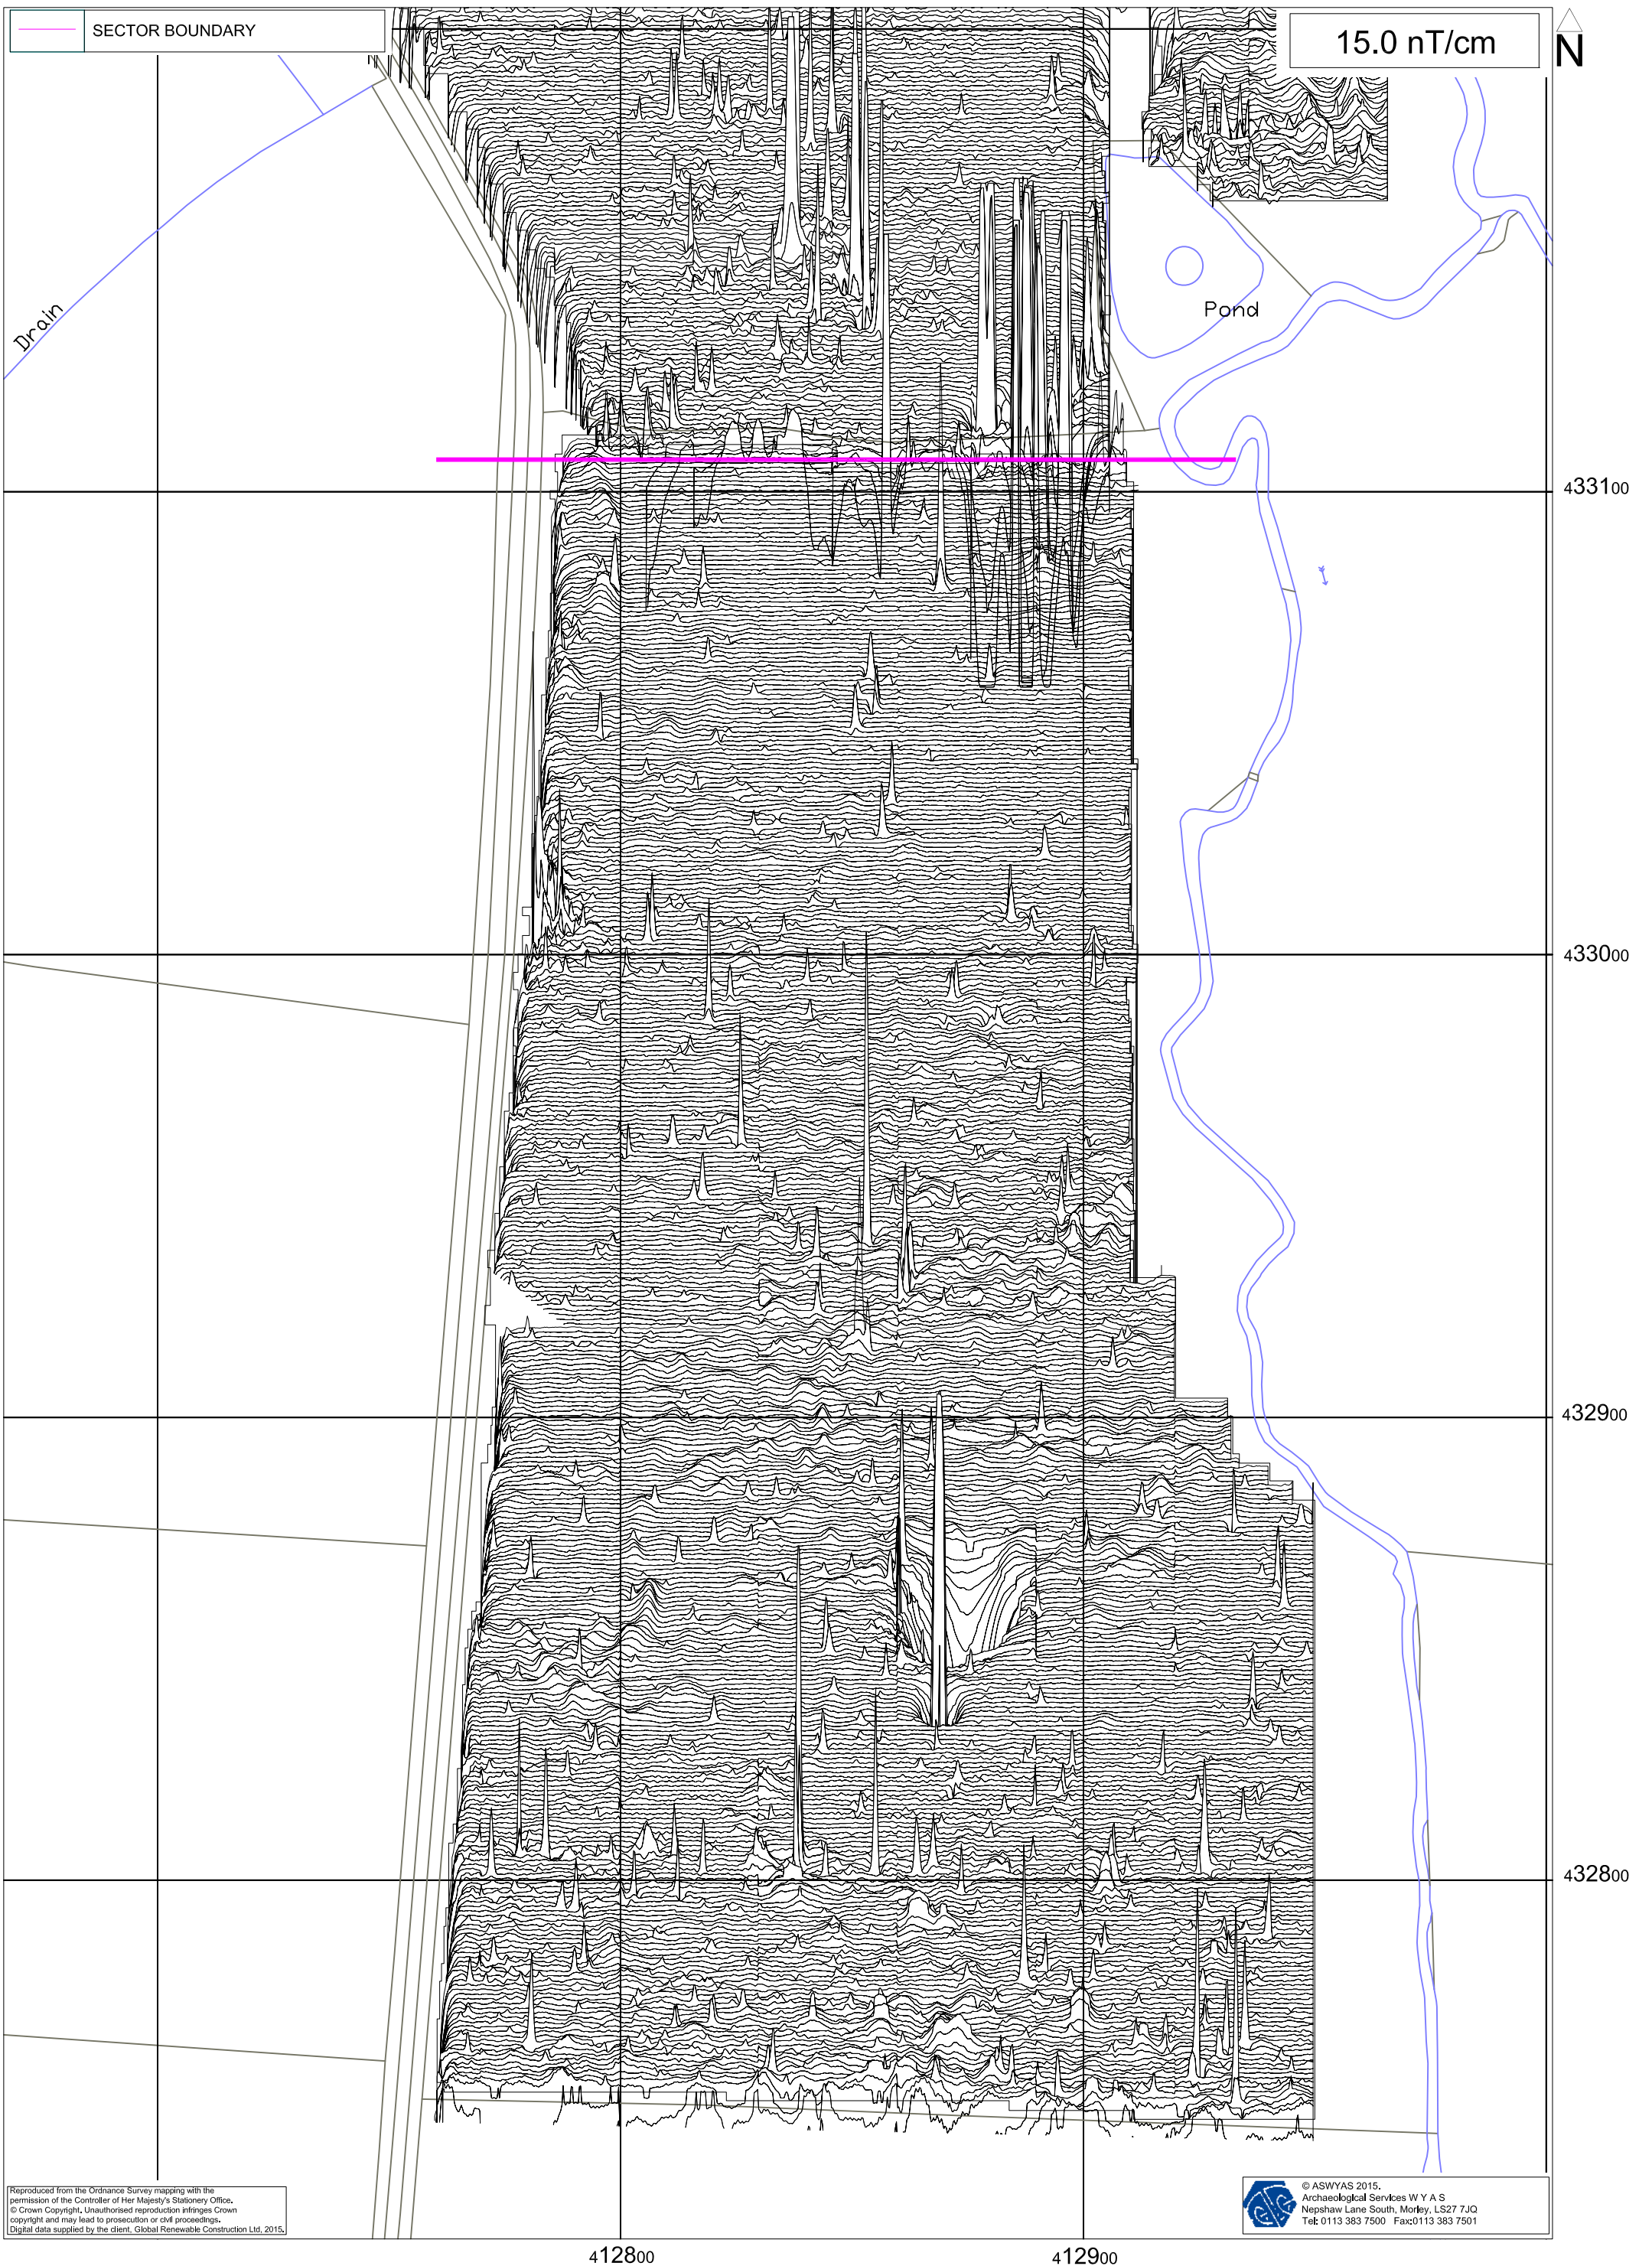 SECTOR BOUNDARY
15.0 nT/cm
N
Drain
Pond
433100
433000
432900
432800
Reproduced from the Ordnance Survey mapping with the
permission of the Controller of Her Majesty's Stationery Office.
© Crown Copyright. Unauthorised reproduction infringes Crown
copyright and may lead to prosecution or civil proceedings.
Digital data supplied by the client, Global Renewable Construction Ltd, 2015.
© ASWYAS 2015.
Archaeological Services W Y A S
Nepshaw Lane South, Morley, LS27 7JQ
Tel: 0113 383 7500 Fax:0113 383 7501
412800
412900